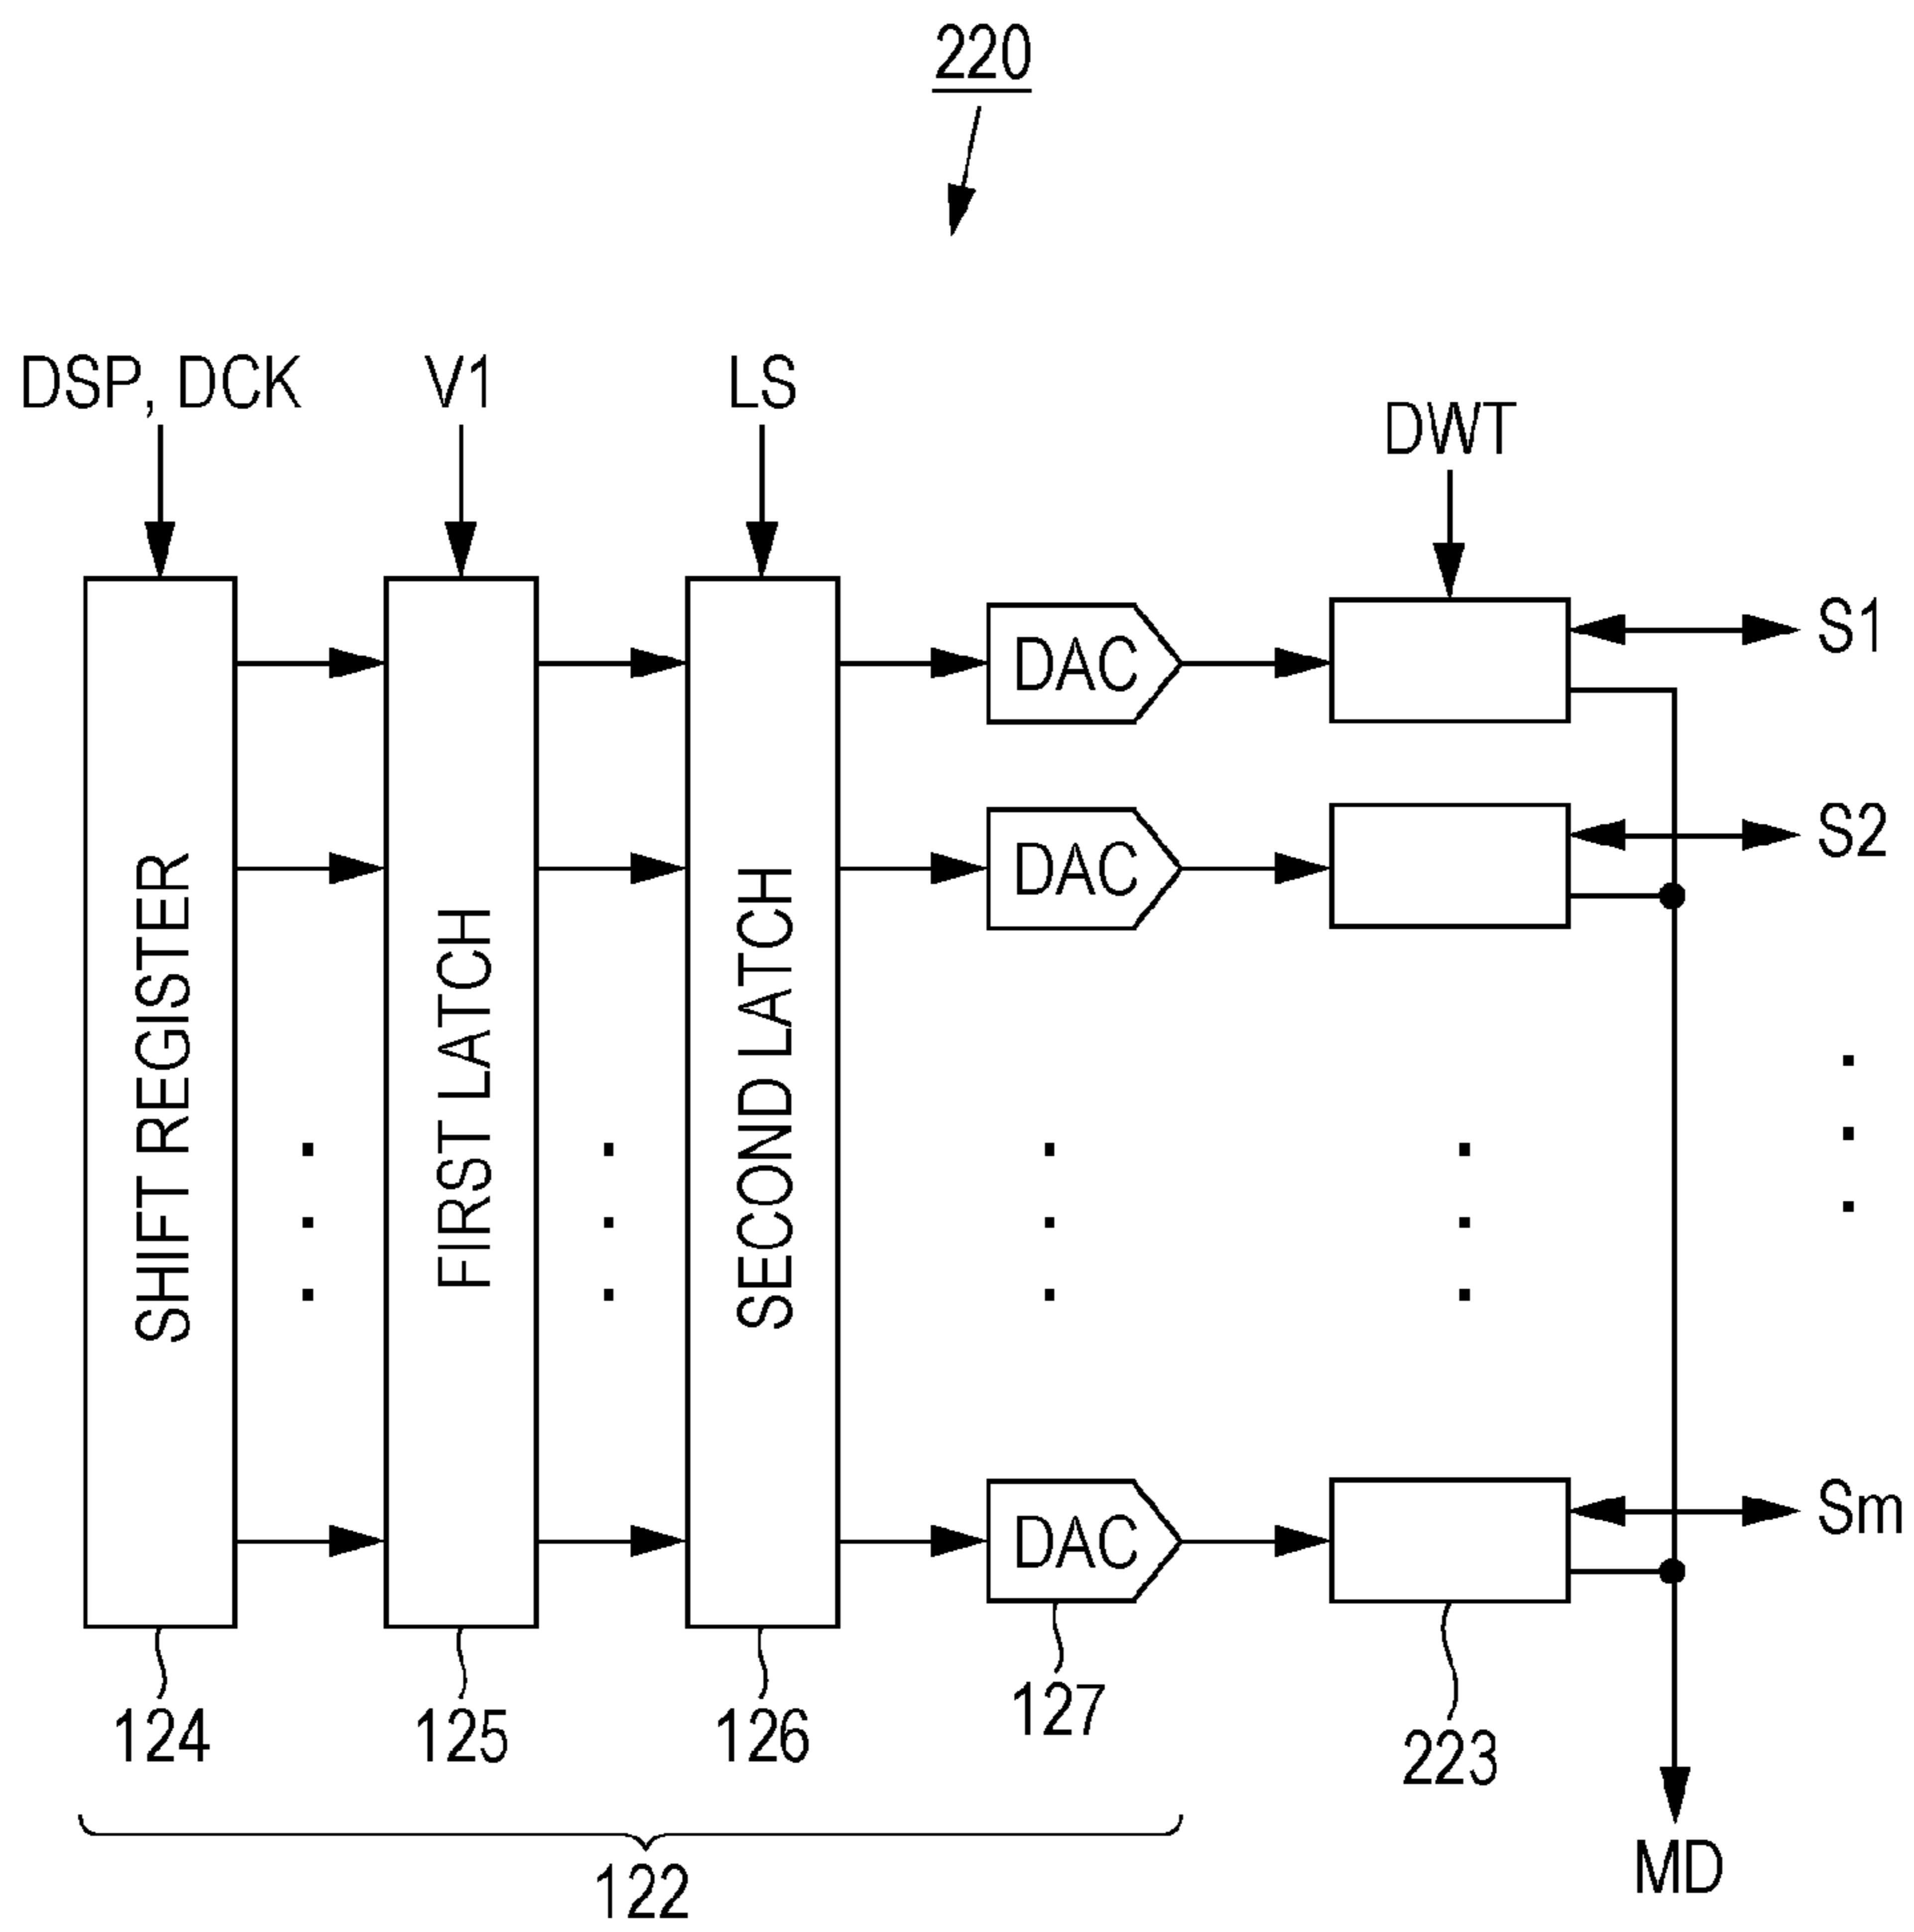 220
DSP, DCK
V1
LS
DWT
DAC
S1
DAC
S2
SHIFT REGISTER
FIRST LATCH
SECOND LATCH
DAC
Sm
124
125
126
127
223
122
MD